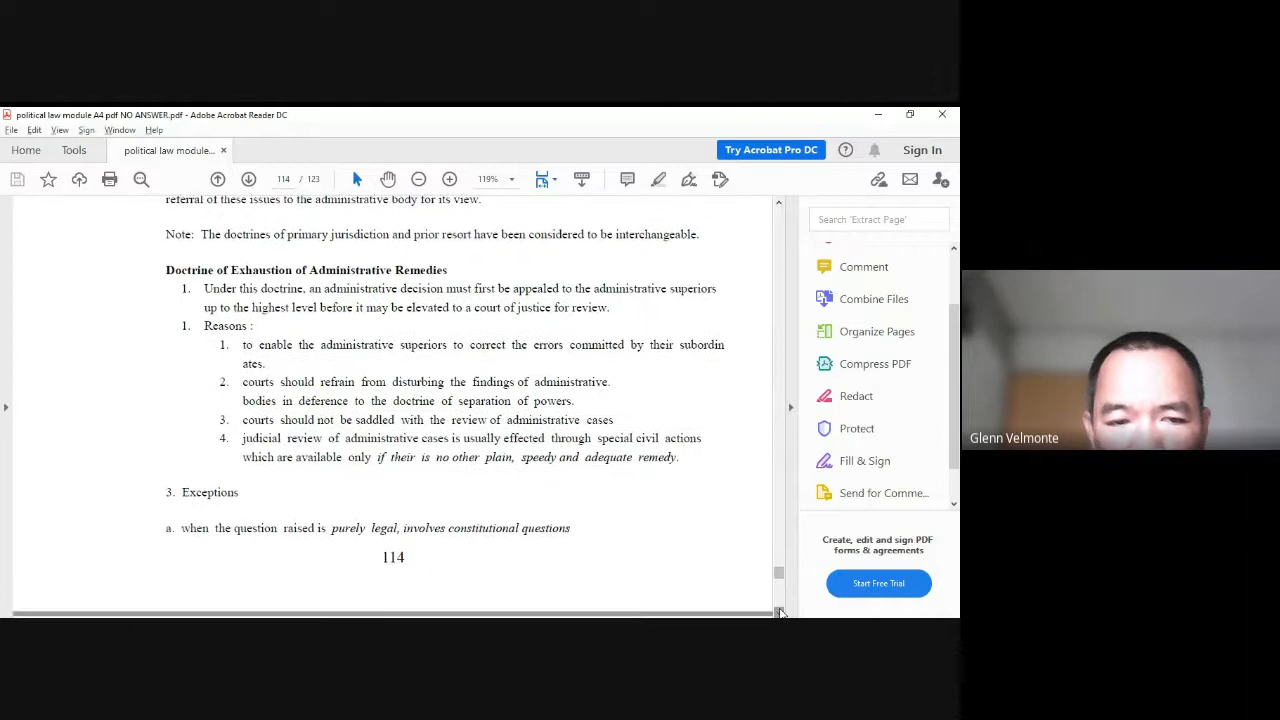 political law module A4 pdf NO ANSWER.pdf - Adobe Acrobat Reader DC
File Edit View Sign Window Help
Home Tools political law module... × Try Acrobat Pro DC Sign In
114 / 123 119%
referral of these issues to the administrative body for its view.
Note: The doctrines of primary jurisdiction and prior resort have been considered to be interchangeable.
Doctrine of Exhaustion of Administrative Remedies
1. Under this doctrine, an administrative decision must first be appealed to the administrative superiors
up to the highest level before it may be elevated to a court of justice for review.
1. Reasons :
1. to enable the administrative superiors to correct the errors committed by their subordin
ates.
2. courts should refrain from disturbing the findings of administrative.
bodies in deference to the doctrine of separation of powers.
3. courts should not be saddled with the review of administrative cases
4. judicial review of administrative cases is usually effected through special civil actions
which are available only if their is no other plain, speedy and adequate remedy.
3. Exceptions
a. when the question raised is purely legal, involves constitutional questions
114
Search 'Extract Page'
Comment
Combine Files
Organize Pages
Compress PDF
Redact
Protect
Fill & Sign
Send for Comme...
Create, edit and sign PDF
forms & agreements
Start Free Trial
Glenn Velmonte